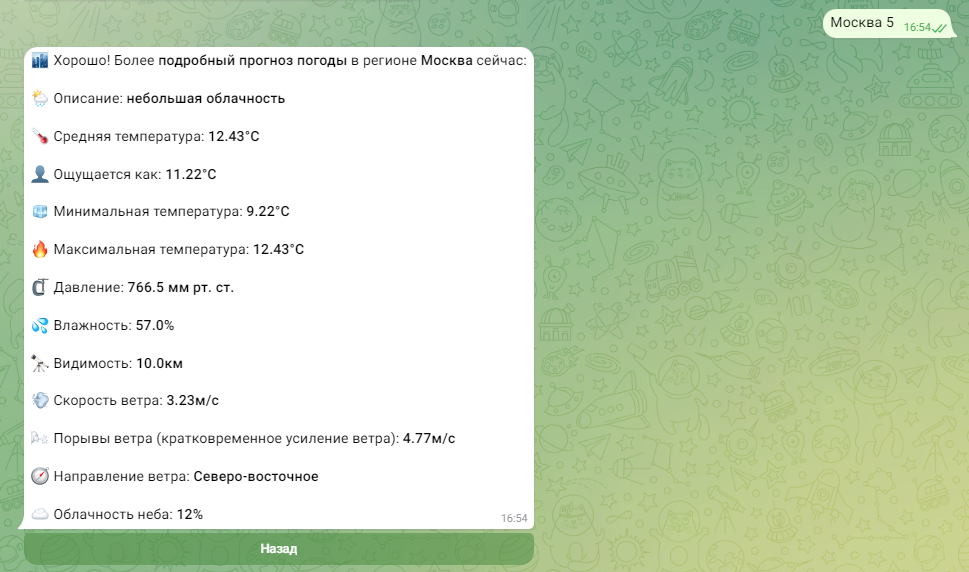 Москва 5 16:54
Хорошо! Более подробный прогноз погоды в регионе Москва сейчас:
Описание: небольшая облачность
Средняя температура: 12.43°C
Ощущается как: 11.22°C
Минимальная температура: 9.22°C
Максимальная температура: 12.43°C
Давление: 766.5 мм рт. ст.
Влажность: 57.0%
Видимость: 10.0км
Скорость ветра: 3.23м/с
Порывы ветра (кратковременное усиление ветра): 4.77м/с
Направление ветра: Северо-восточное
Облачность неба: 12%
16:54
Назад